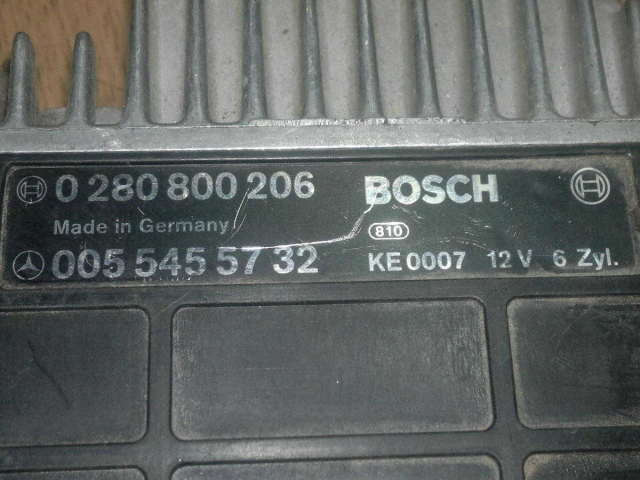 0 280 800 206 BOSCH
Made in Germany 810
005 545 57 32 KE 0007 12 V 6 Zyl.